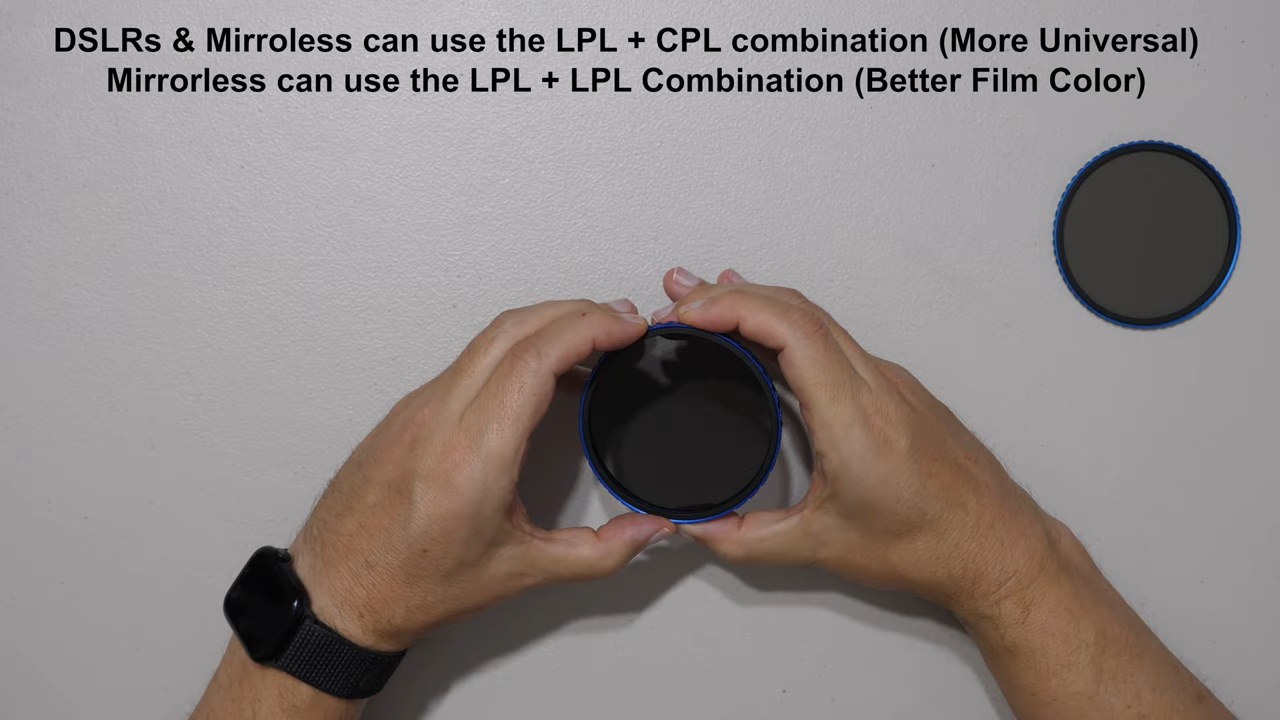 DSLRs & Mirroless can use the LPL + CPL combination (More Universal)
Mirrorless can use the LPL + LPL Combination (Better Film Color)